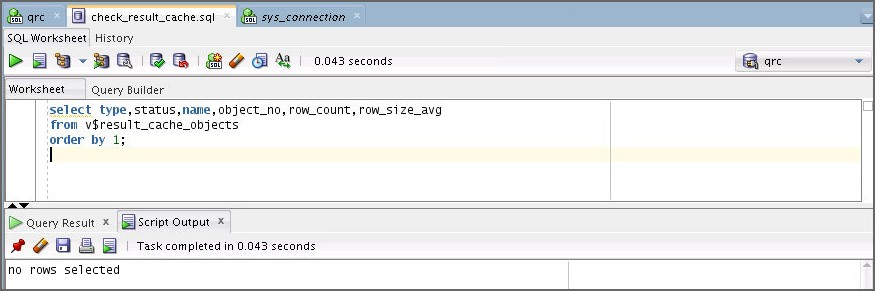 qrc check_result_cache.sql sys_connection
SQL Worksheet History
0.043 seconds qrc
Worksheet Query Builder
select type,status,name,object_no,row_count,row_size_avg
from v$result_cache_objects
order by 1;
Query Result x Script Output x
Task completed in 0.043 seconds
no rows selected